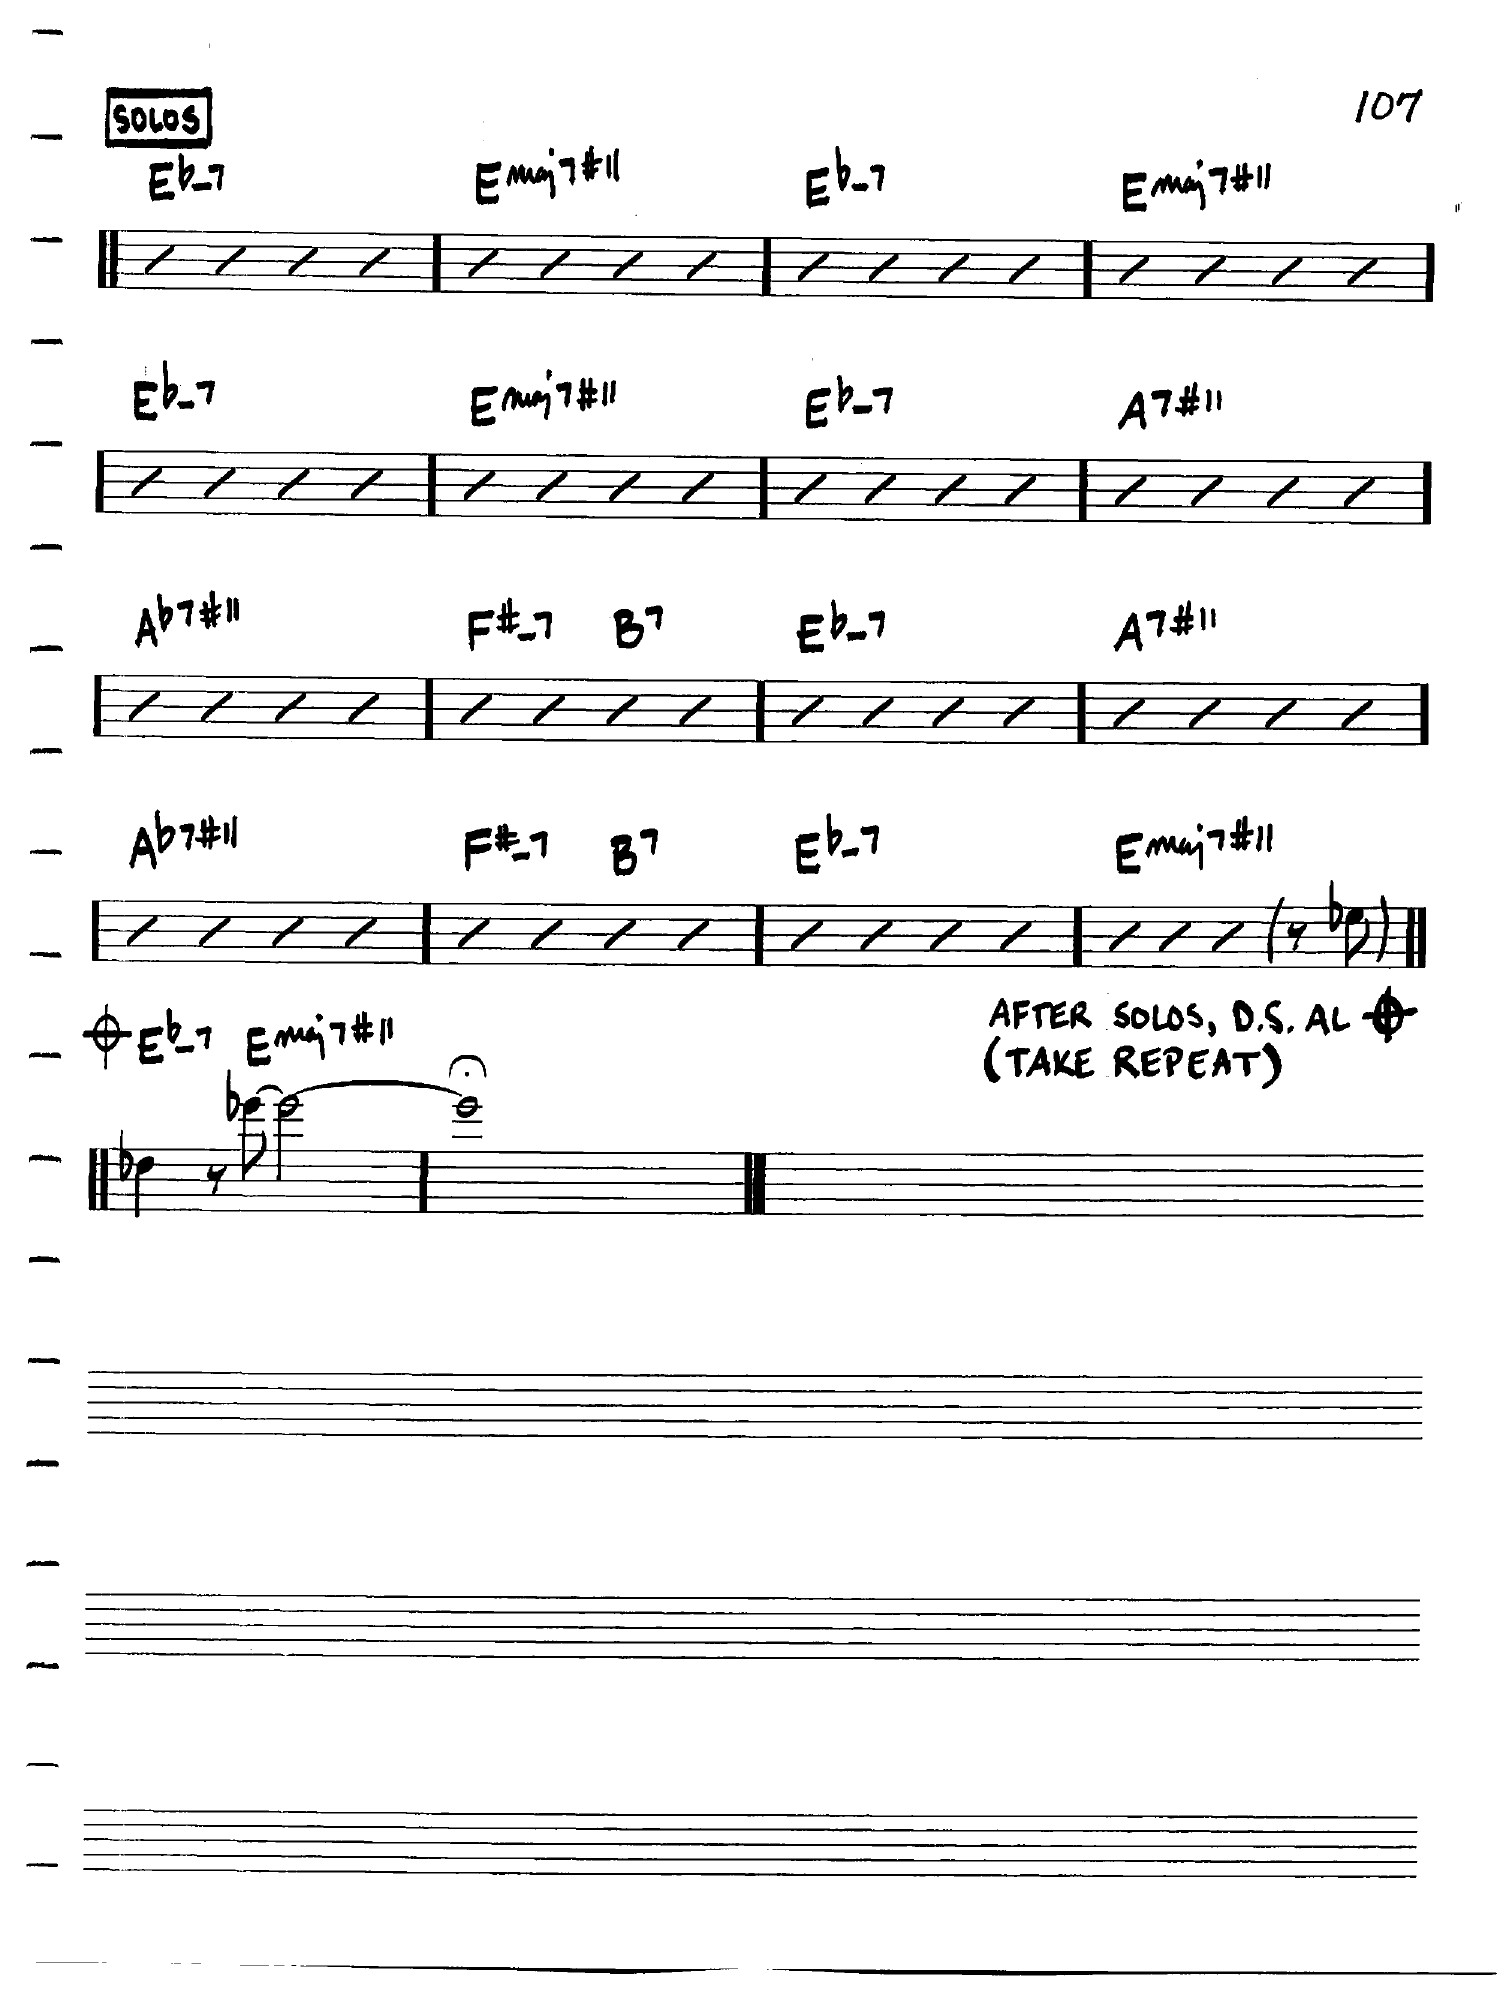 107
SOLOS
Eb-7 Emaj7#11 Eb-7 Emaj7#11
Eb-7 Emaj7#11 Eb-7 A7#11
Ab7#11 F#-7 B7 Eb-7 A7#11
Ab7#11 F#-7 B7 Eb-7 Emaj7#11
Eb-7 Emaj7#11
AFTER SOLOS, D.S. AL
(TAKE REPEAT)